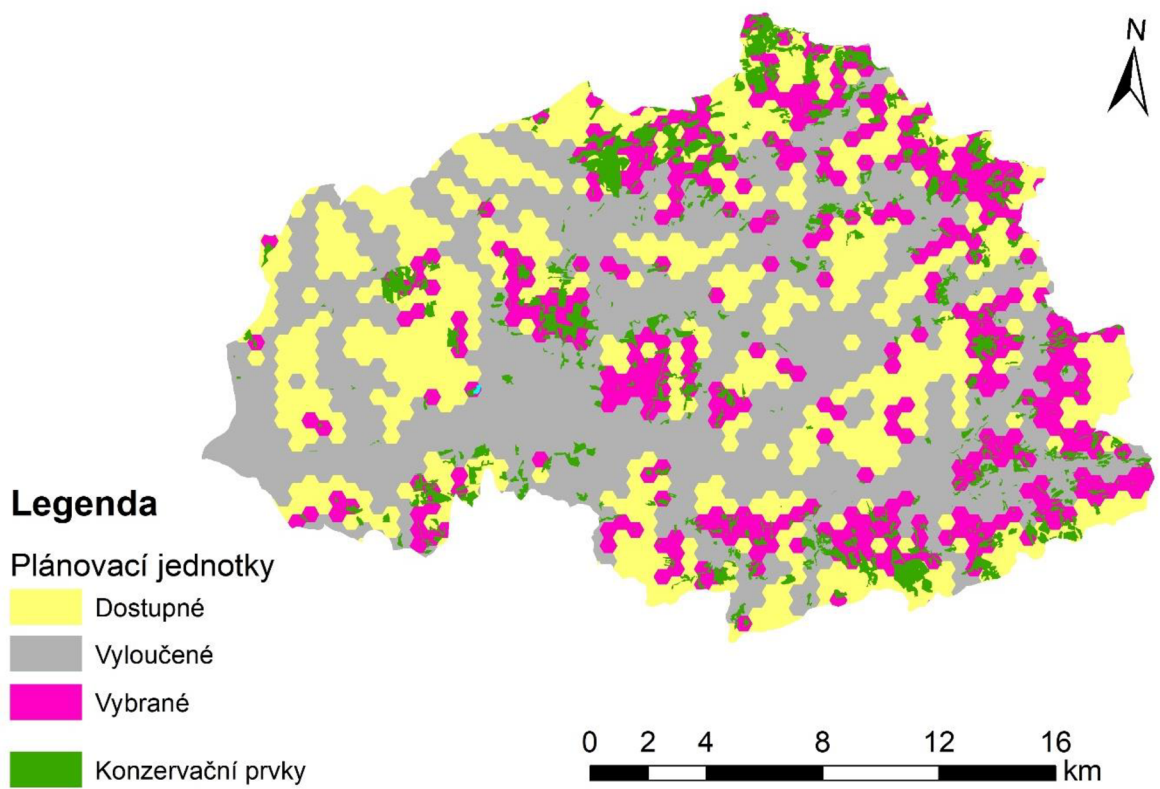 N
Legenda
Plánovací jednotky
Dostupné
Vyloučené
Vybrané
Konzervační prvky
0 2 4 8 12 16
km